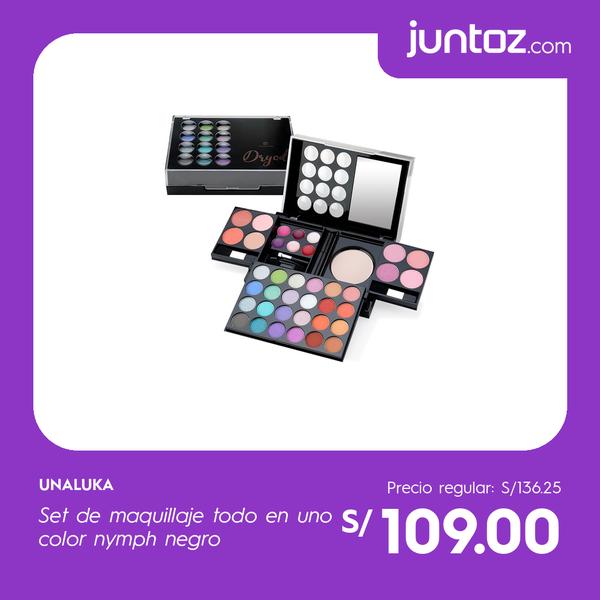 juntoz.com
UNALUKA
Set de maquillaje todo en uno
color nymph negro
Precio regular: S/136.25
S/109.00